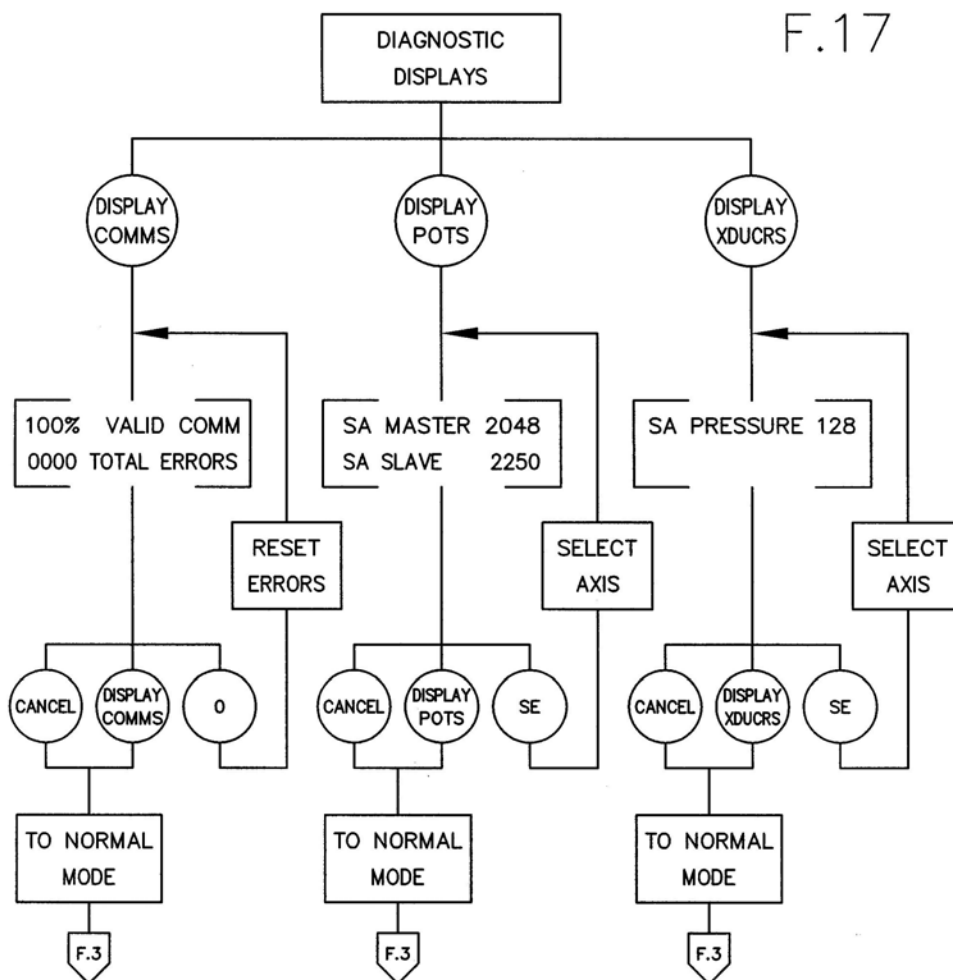 F.17
DIAGNOSTIC
DISPLAYS
DISPLAY
COMMS
DISPLAY
POTS
DISPLAY
XDUCRS
100% VALID COMM
0000 TOTAL ERRORS
SA MASTER 2048
SA SLAVE 2250
SA PRESSURE 128
RESET
ERRORS
SELECT
AXIS
SELECT
AXIS
CANCEL
DISPLAY
COMMS
0
CANCEL
DISPLAY
POTS
SE
CANCEL
DISPLAY
XDUCRS
SE
TO NORMAL
MODE
TO NORMAL
MODE
TO NORMAL
MODE
F.3
F.3
F.3